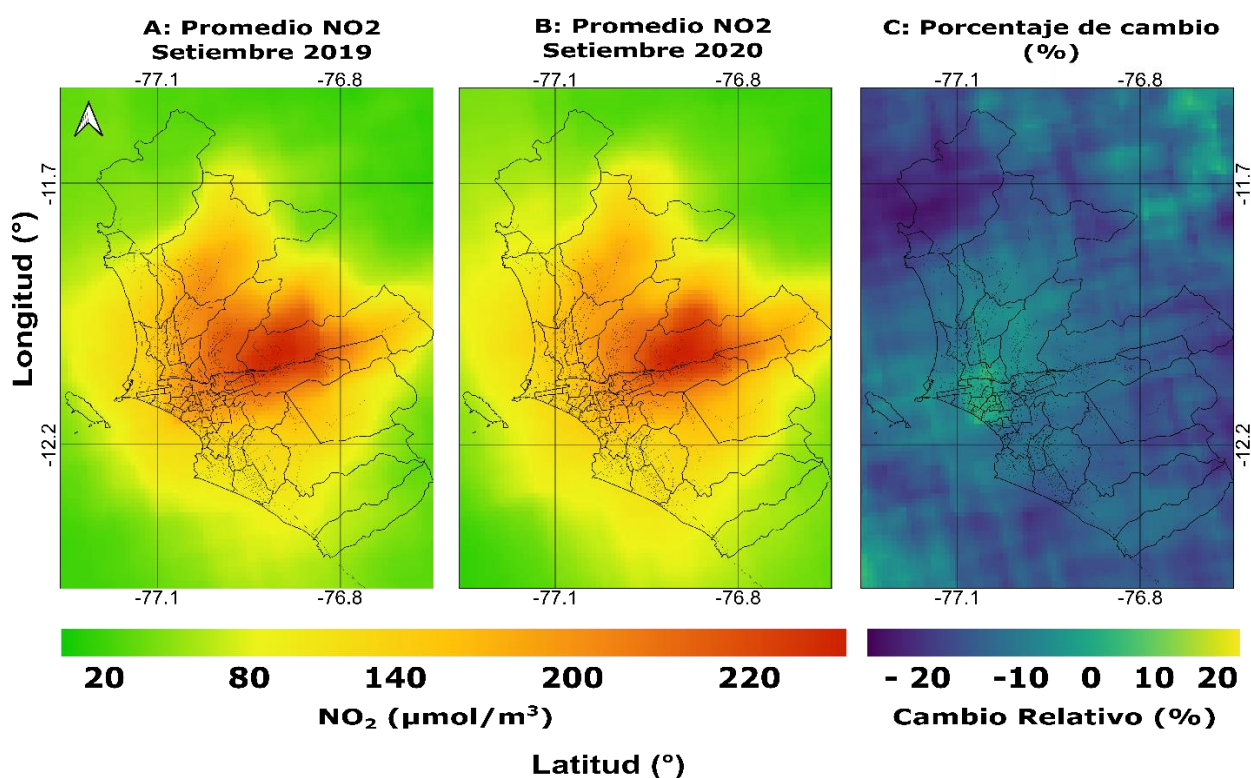 A: Promedio NO2
Setiembre 2019
B: Promedio NO2
Setiembre 2020
C: Porcentaje de cambio
(%)
-77.1 -76.8 -77.1 -76.8 -77.1 -76.8
-11.7 -11.7
Longitud (°)
-12.2 -12.2
-77.1 -76.8 -77.1 -76.8 -77.1 -76.8
20 80 140 200 220
NO₂ (μmol/m³)
- 20 -10 0 10 20
Cambio Relativo (%)
Latitud (°)